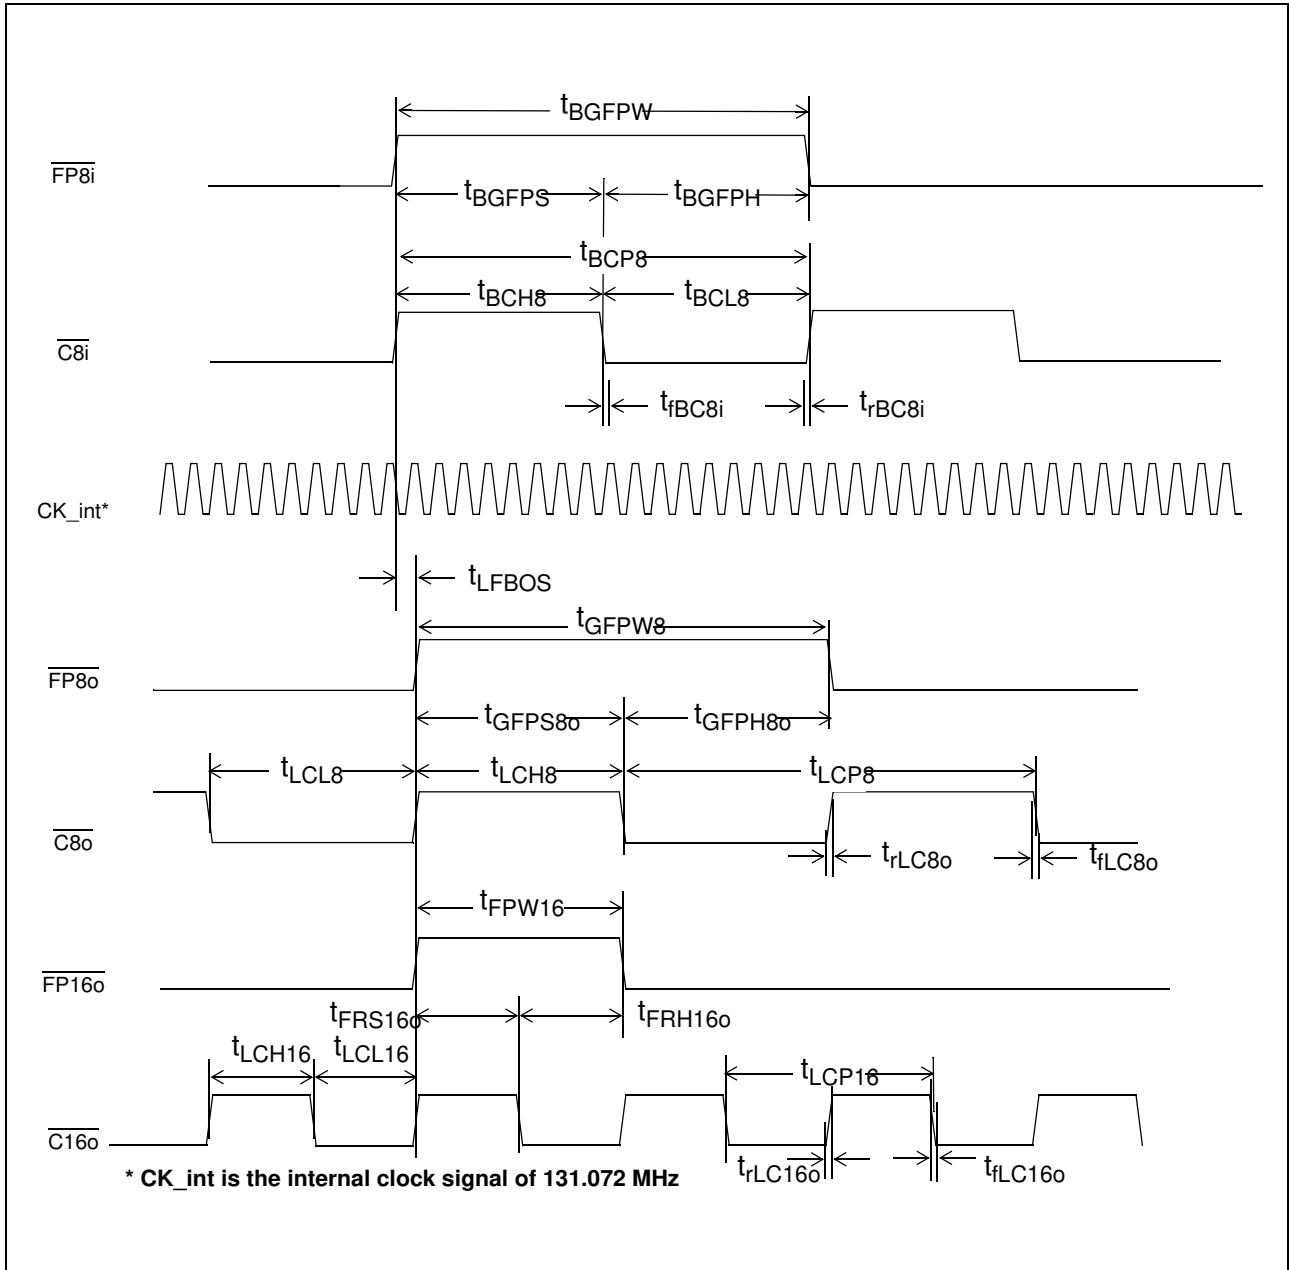 tBGFPW
FP8i
tBGFPS
tBGFPH
tBCP8
tBCH8
tBCL8
C8i
tfBC8i
trBC8i
CK_int*
tLFBOS
tGFPW8
FP8o
tGFPS8o
tGFPH8o
tLCL8
tLCH8
tLCP8
C8o
trLC8o
tfLC8o
tFPW16
FP16o
tFRS16o
tFRH16o
tLCH16
tLCL16
tLCP16
C16o
trLC16o
tfLC16o
* CK_int is the internal clock signal of 131.072 MHz